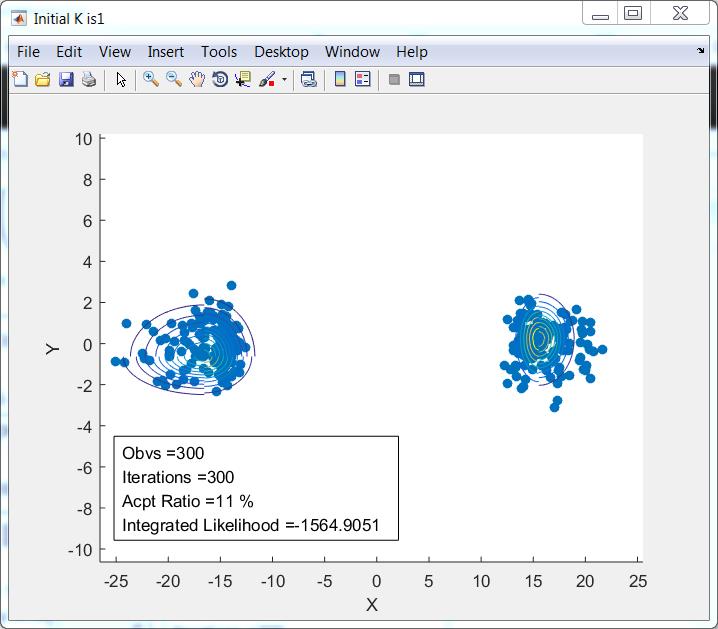 Initial K is1
File Edit View Insert Tools Desktop Window Help
10
8
6
4
2
0
-2
-4
-6
-8
-10
Y
Obvs =300
Iterations =300
Acpt Ratio =11 %
Integrated Likelihood =-1564.9051
-25 -20 -15 -10 -5 0 5 10 15 20 25
X